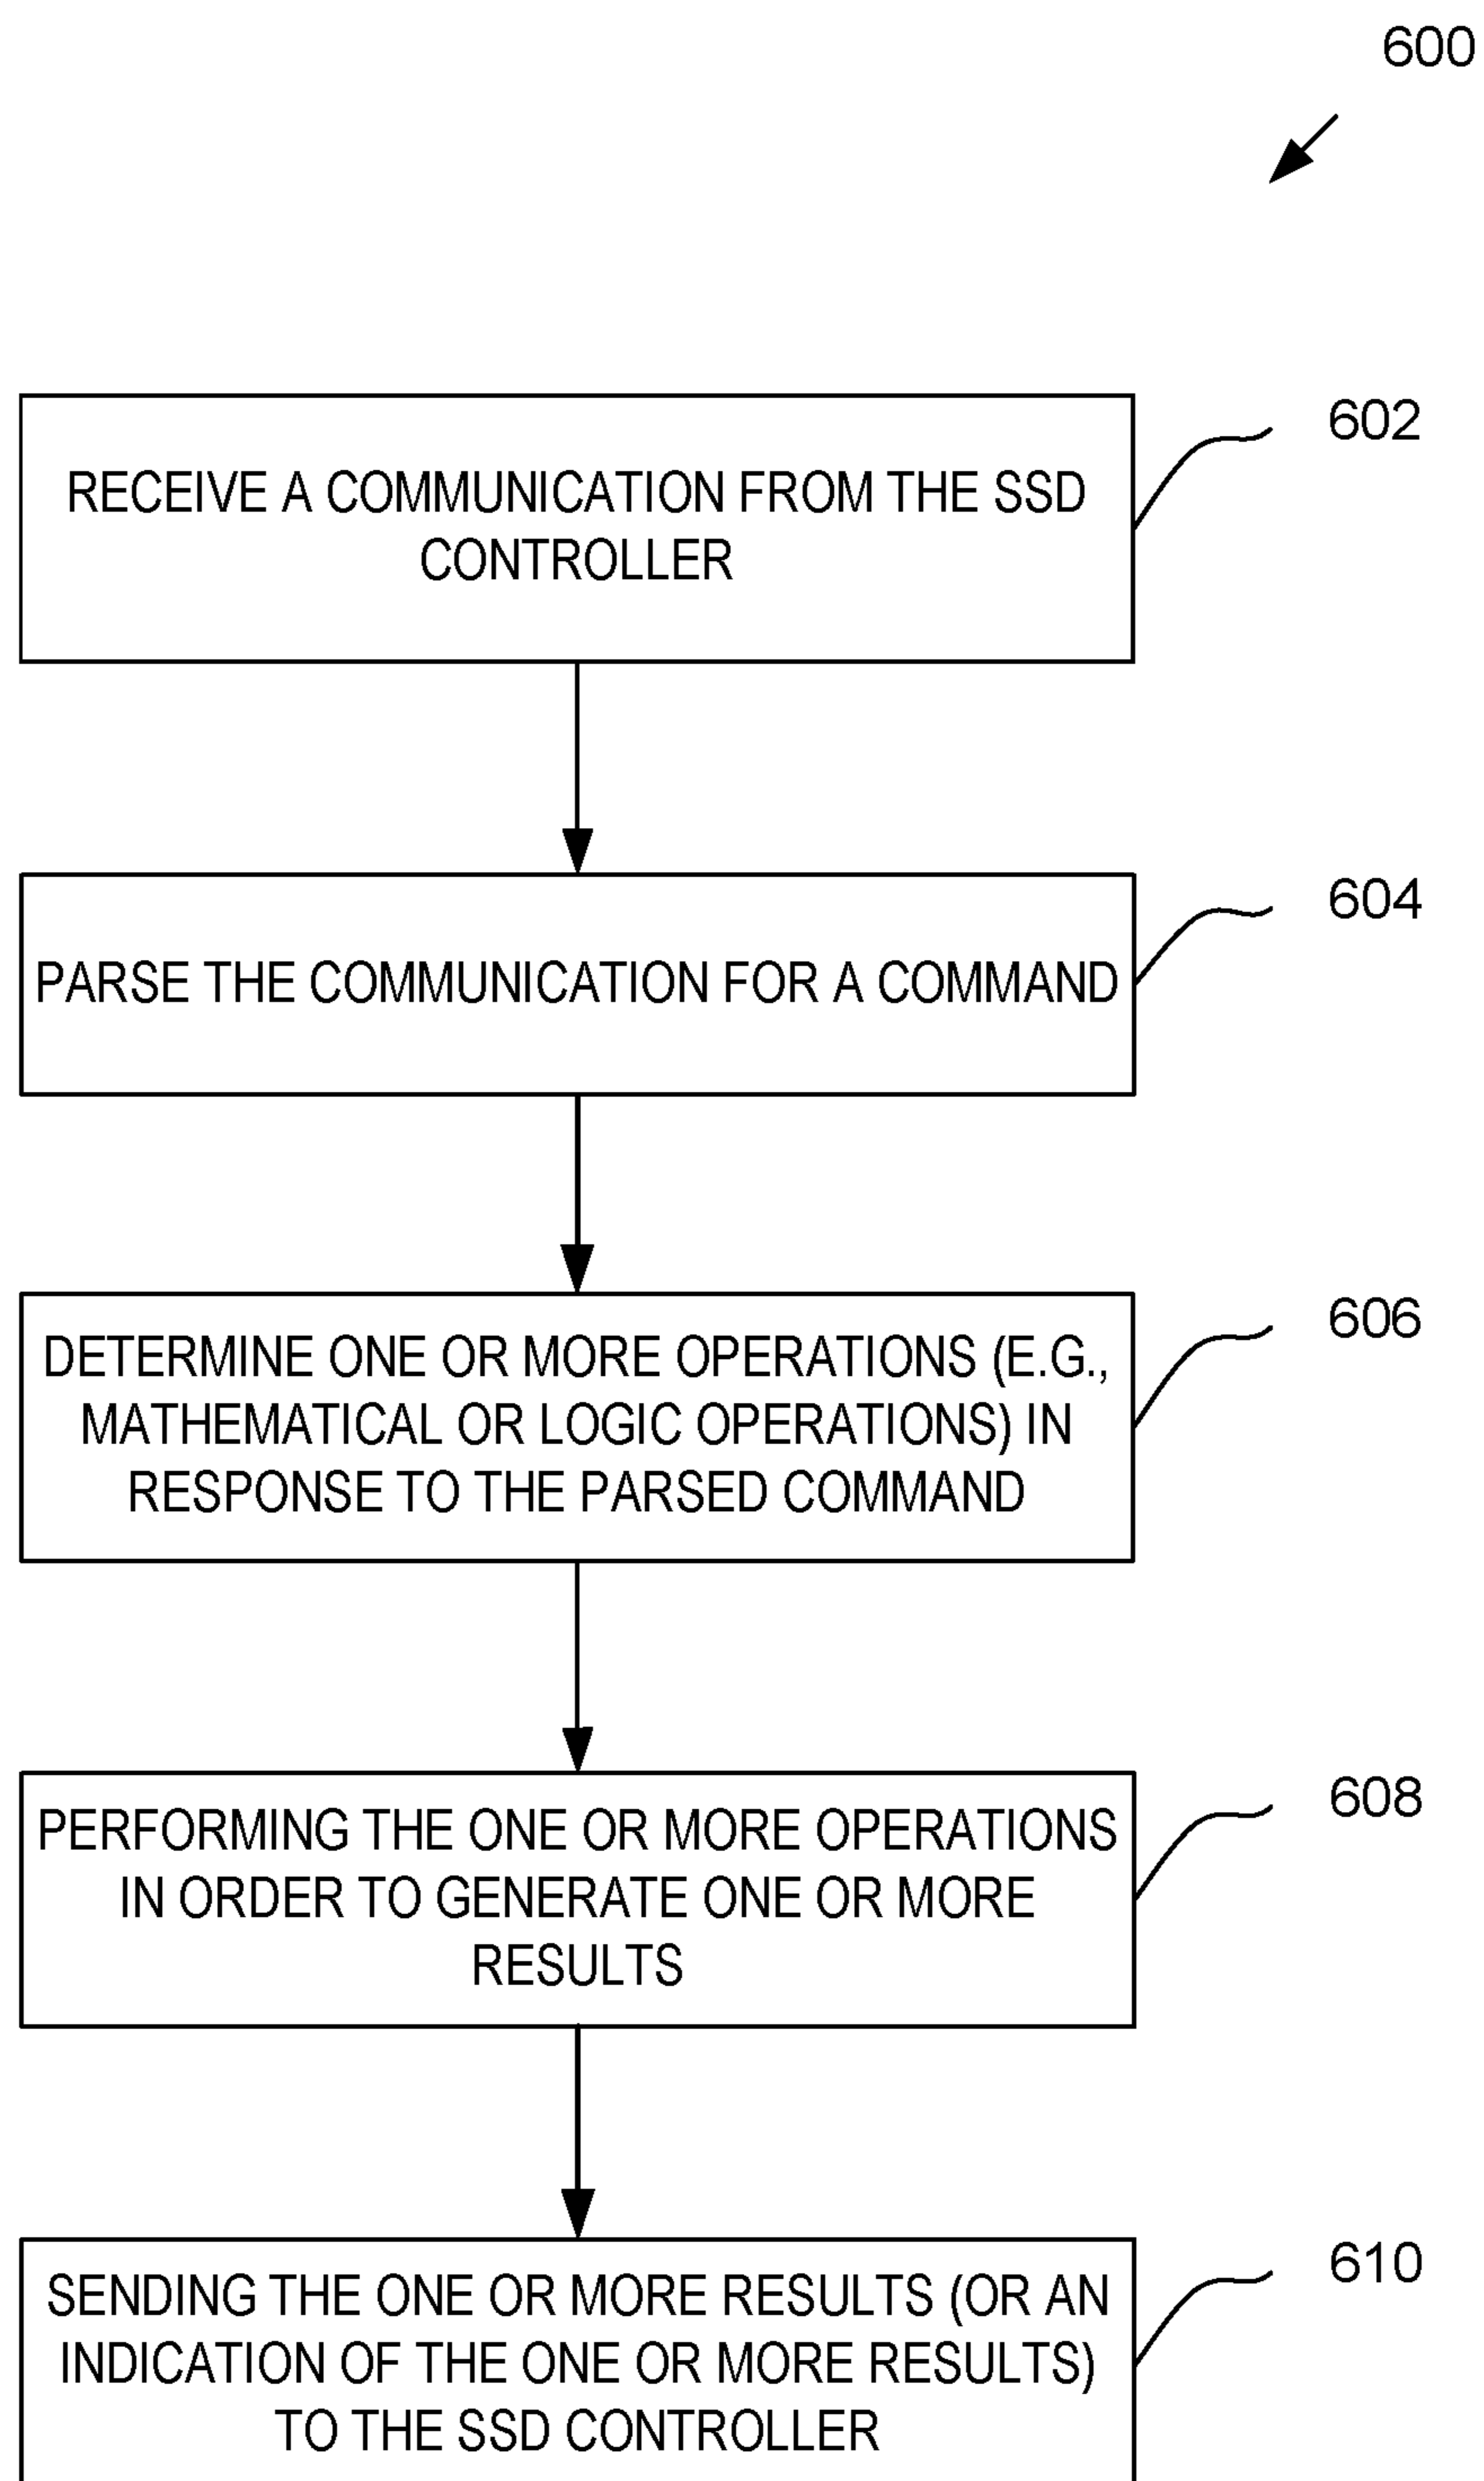 600
RECEIVE A COMMUNICATION FROM THE SSD
CONTROLLER
602
PARSE THE COMMUNICATION FOR A COMMAND
604
DETERMINE ONE OR MORE OPERATIONS (E.G.,
MATHEMATICAL OR LOGIC OPERATIONS) IN
RESPONSE TO THE PARSED COMMAND
606
PERFORMING THE ONE OR MORE OPERATIONS
IN ORDER TO GENERATE ONE OR MORE
RESULTS
608
SENDING THE ONE OR MORE RESULTS (OR AN
INDICATION OF THE ONE OR MORE RESULTS)
TO THE SSD CONTROLLER
610